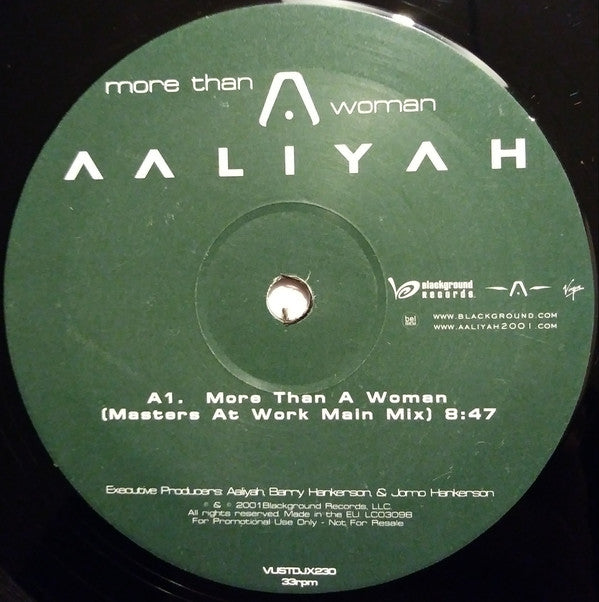 more than A woman
AALIYAH
Blackground Records.
A
Virgin
bel
WWW.BLACKGROUND.COM
WWW.AALIYAH2001.COM
A1. More Than A Woman
(Masters At Work Main Mix) 8:47
Executive Producers: Aaliyah, Barry Hankerson, & Jomo Hankerson
℗ & © 2001 Blackground Records, LLC.
All rights reserved. Made in the EU. LC03098
For Promotional Use Only - Not For Resale
VUSTDJX230
33rpm